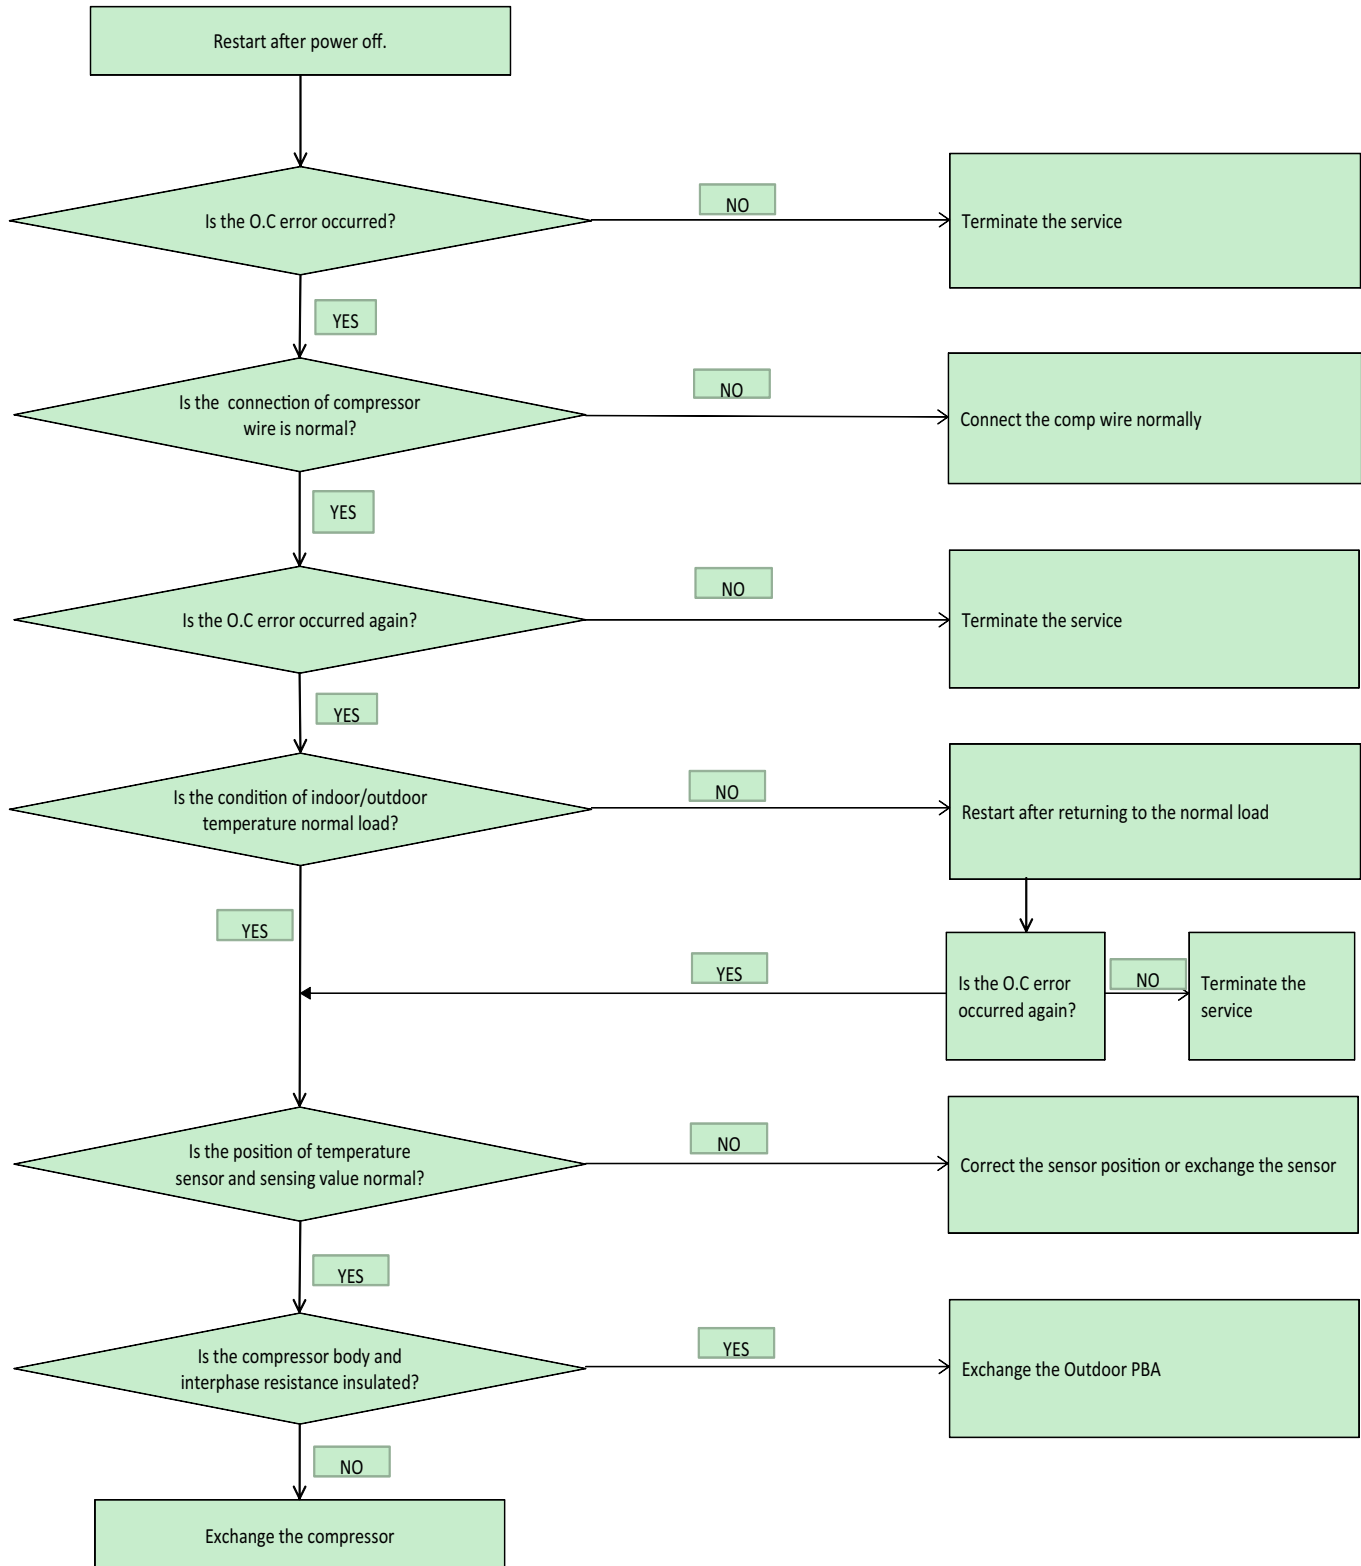 Restart after power off.
Is the O.C error occurred?
NO
Terminate the service
YES
Is the  connection of compressor
wire is normal?
NO
Connect the comp wire normally
YES
Is the O.C error occurred again?
NO
Terminate the service
YES
Is the condition of indoor/outdoor
temperature normal load?
NO
Restart after returning to the normal load
YES
YES
Is the O.C error
occurred again?
NO
Terminate the
service
Is the position of temperature
sensor and sensing value normal?
NO
Correct the sensor position or exchange the sensor
YES
Is the compressor body and
interphase resistance insulated?
YES
Exchange the Outdoor PBA
NO
Exchange the compressor